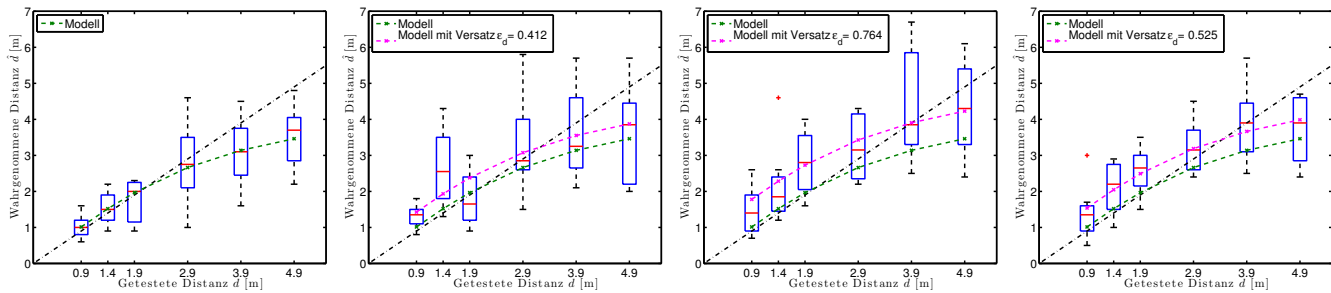 Modell
Wahrgenommene Distanz d̂ [m]
7
6
5
4
3
2
1
0
0.9 1.4 1.9 2.9 3.9 4.9
Getestete Distanz d [m]
Modell
Modell mit Versatz ε_d= 0.412
Wahrgenommene Distanz d̂ [m]
7
6
5
4
3
2
1
0
0.9 1.4 1.9 2.9 3.9 4.9
Getestete Distanz d [m]
Modell
Modell mit Versatz ε_d= 0.764
Wahrgenommene Distanz d̂ [m]
7
6
5
4
3
2
1
0
0.9 1.4 1.9 2.9 3.9 4.9
Getestete Distanz d [m]
Modell
Modell mit Versatz ε_d= 0.525
Wahrgenommene Distanz d̂ [m]
7
6
5
4
3
2
1
0
0.9 1.4 1.9 2.9 3.9 4.9
Getestete Distanz d [m]